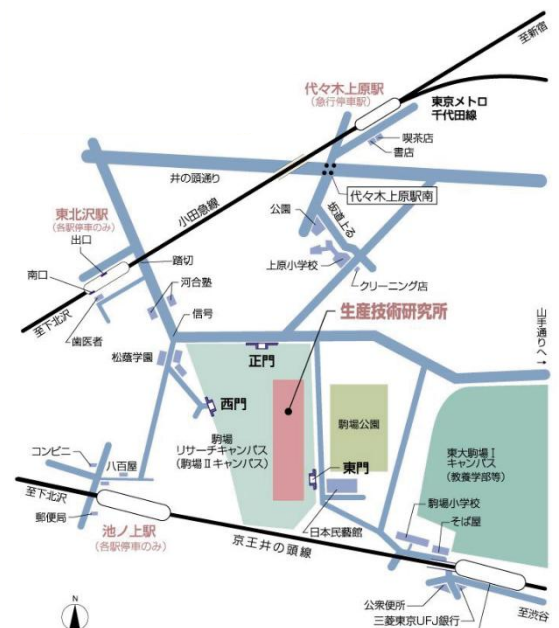 至新宿
代々木上原駅
(急行停車駅)
東京メトロ
千代田線
喫茶店
書店
井の頭通り
代々木上原駅南
小田急線
東北沢駅
(各駅停車のみ)
出口
公園
坂道上る
踏切
南口
上原小学校
河合塾
クリーニング店
至下北沢
歯医者
信号
生産技術研究所
山手通りへ→
松蔭学園
正門
西門
駒場公園
駒場
リサーチキャンパス
(駒場Ⅱキャンパス)
東大駒場Ⅰ
キャンパス
(教養学部等)
コンビニ
八百屋
東門
至下北沢
駒場小学校
そば屋
郵便局
池ノ上駅
(各駅停車のみ)
日本民藝館
京王井の頭線
N
公衆便所
三菱東京UFJ銀行
至渋谷